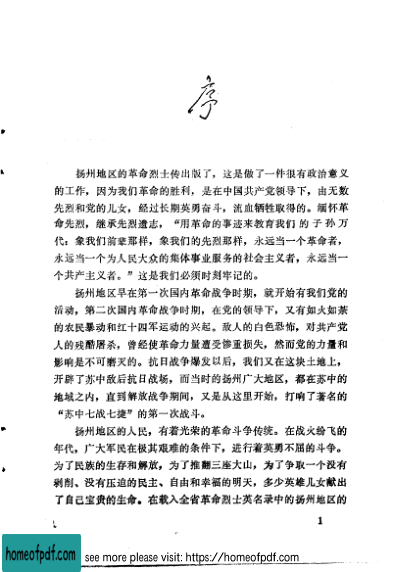 序
扬州地区的革命烈士传出版了，这是做了一件很有政治意义
的工作，因为我们革命的胜利，是在中国共产党领导下，由无数
先烈和党的儿女，经过长期英勇奋斗，流血牺牲取得的。缅怀革
命先烈，继承先烈遗志，“用革命的事迹来教育我们的子孙万
代：象我们前辈那样，象我们的先烈那样，永远当一个革命者，
永远当一个为人民大众的集体事业服务的社会主义者，永远当一
个共产主义者。”这是我们必须时刻牢记的。
扬州地区早在第一次国内革命战争时期，就开始有我们党的
活动，第二次国内革命战争时期，在党的领导下，又有如火如荼
的农民暴动和红十四军运动的兴起。敌人的白色恐怖，对共产党
人的残酷屠杀，曾经使革命力量遭受惨重损失，然而党的力量和
影响是不可磨灭的。抗日战争爆发以后，我们又在这块土地上，
开辟了苏中敌后抗日战场，而当时的扬州广大地区，都在苏中的
地域之内，直到解放战争期间，又是从这里开始，打响了著名的
“苏中七战七捷”的第一次战斗。
扬州地区的人民，有着光荣的革命斗争传统。在战火纷飞的
年代，广大军民在极其艰难的条件下，进行着英勇不屈的斗争。
为了民族的生存和解放，为了推翻三座大山，为了争取一个没有
剥削、没有压迫的民主、自由和幸福的明天，多少英雄儿女献出
了自己宝贵的生命。在载入全省革命烈士英名录中的扬州地区的
1
homeofpdf.com
see more please visit: https://homeofpdf.com